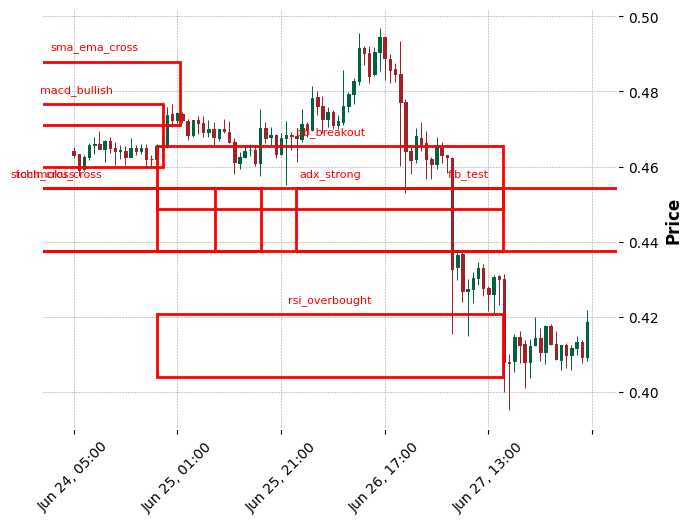 0.50
sma_ema_cross
0.48
macd_bullish
bb_breakout
0.46
adx_strong
fib_test
0.44
Price
rsi_overbought
0.42
0.40
Jun 24, 05:00
Jun 25, 01:00
Jun 25, 21:00
Jun 26, 17:00
Jun 27, 13:00